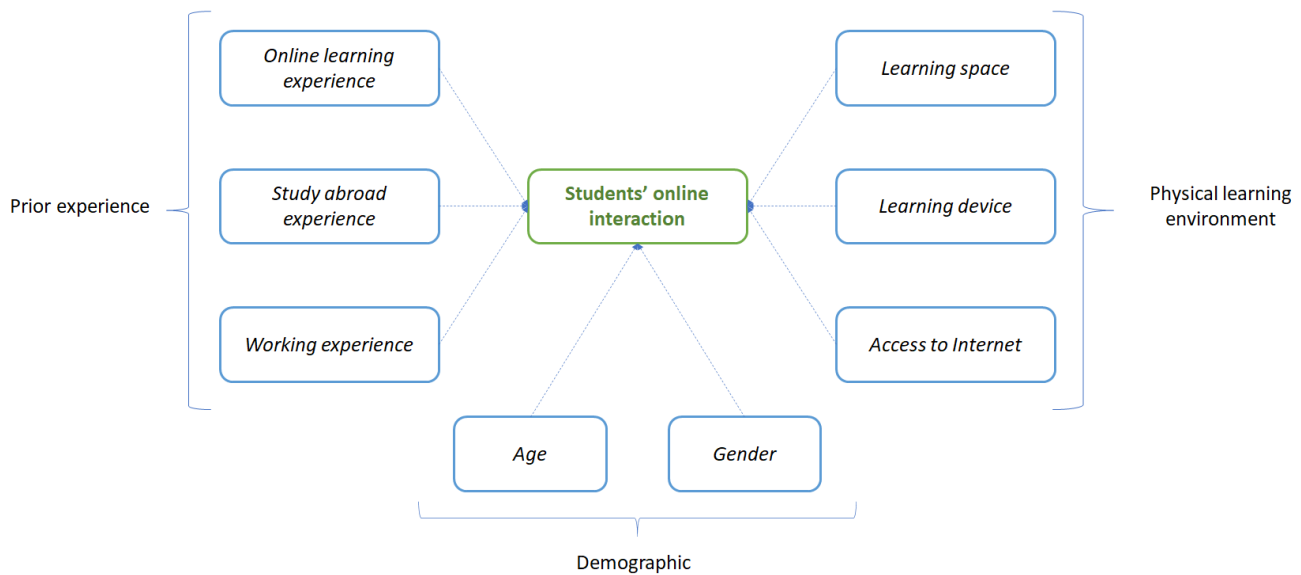 Prior experience
Online learning
experience
Study abroad
experience
Working experience
Students’ online
interaction
Learning space
Learning device
Access to Internet
Physical learning
environment
Age
Gender
Demographic